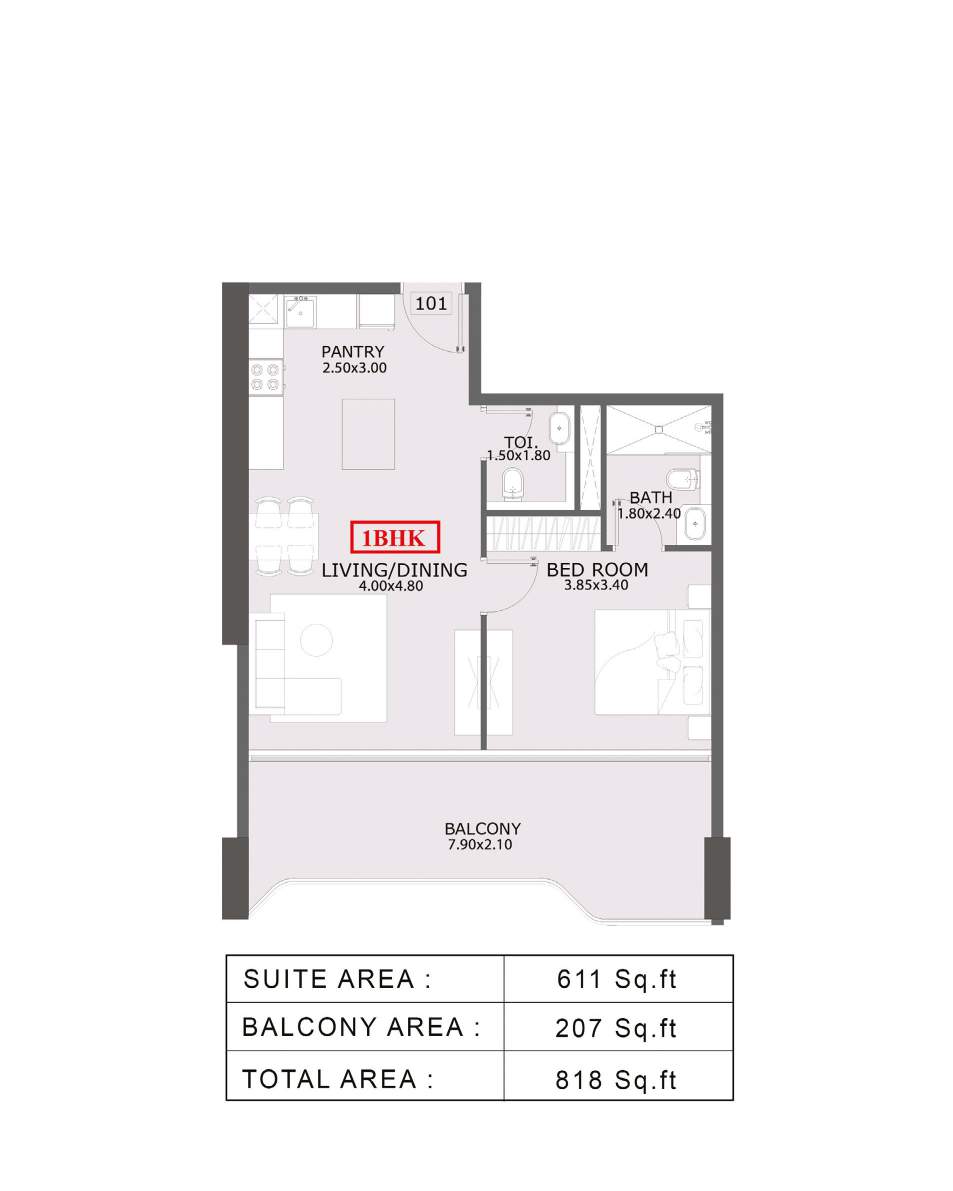 101
PANTRY
2.50x3.00
TOI.
1.50x1.80
BATH
1.80x2.40
1BHK
LIVING/DINING
4.00x4.80
BED ROOM
3.85x3.40
BALCONY
7.90x2.10
SUITE AREA : 611 Sq.ft
BALCONY AREA : 207 Sq.ft
TOTAL AREA : 818 Sq.ft